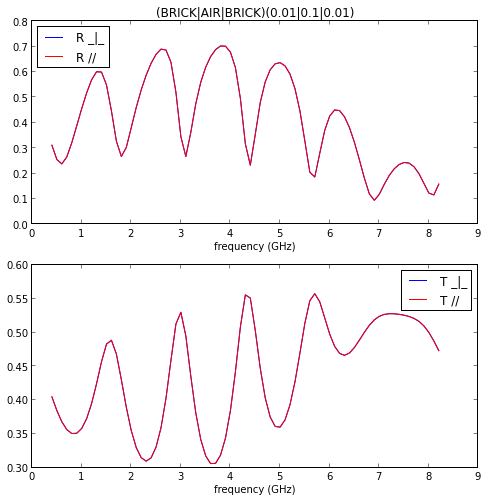 (BRICK|AIR|BRICK)(0.01|0.1|0.01)
0.8
0.7
0.6
0.5
0.4
0.3
0.2
0.1
0.0
R _|_
R //
0 1 2 3 4 5 6 7 8 9
frequency (GHz)
0.60
0.55
0.50
0.45
0.40
0.35
0.30
T _|_
T //
0 1 2 3 4 5 6 7 8 9
frequency (GHz)